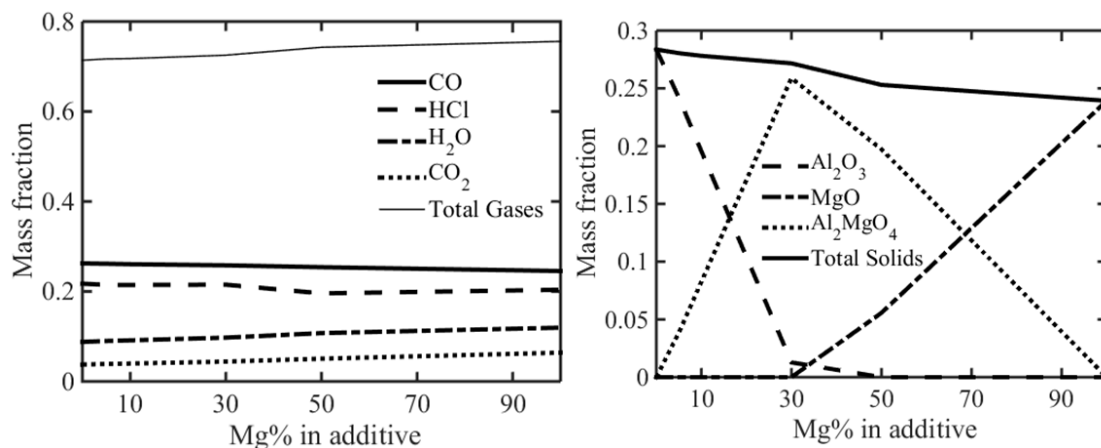 0.8
0.6
0.4
0.2
0
Mass fraction
CO
HCl
H2O
CO2
Total Gases
10 30 50 70 90
Mg% in additive
0.3
0.25
0.2
0.15
0.1
0.05
0
Mass fraction
Al2O3
MgO
Al2MgO4
Total Solids
10 30 50 70 90
Mg% in additive